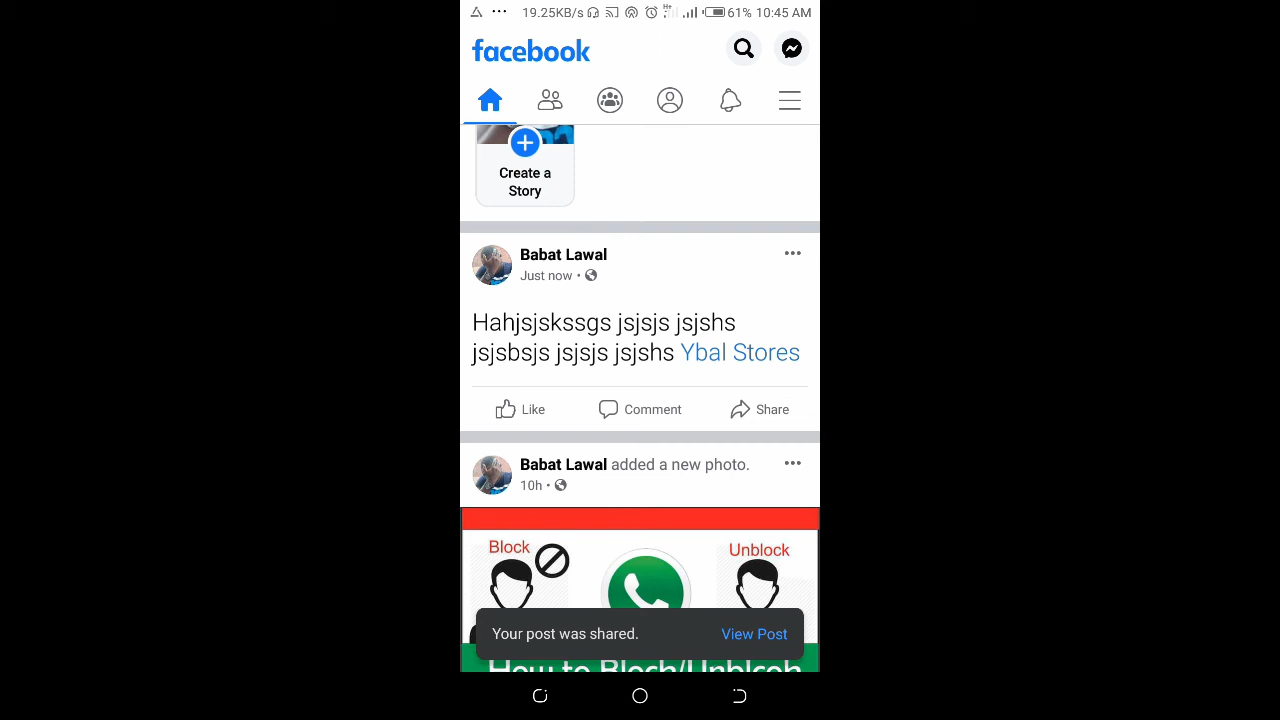 19.25KB/s H+ 61% 10:45 AM
facebook
Create a
Story
Babat Lawal
Just now •
Hahjsjskssgs jsjsjs jsjshs
jsjsbsjs jsjsjs jsjshs Ybal Stores
Like Comment Share
Babat Lawal added a new photo.
10h •
Block Unblock
Your post was shared. View Post
How to